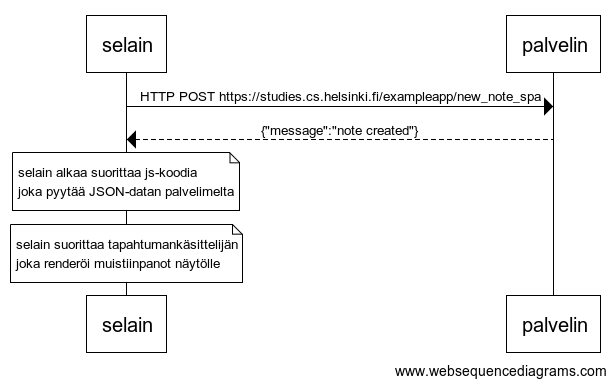 selain
palvelin
HTTP POST https://studies.cs.helsinki.fi/exampleapp/new_note_spa
{"message":"note created"}
selain alkaa suorittaa js-koodia
joka pyytää JSON-datan palvelimelta
selain suorittaa tapahtumankäsittelijän
joka renderöi muistiinpanot näytölle
selain
palvelin
www.websequencediagrams.com